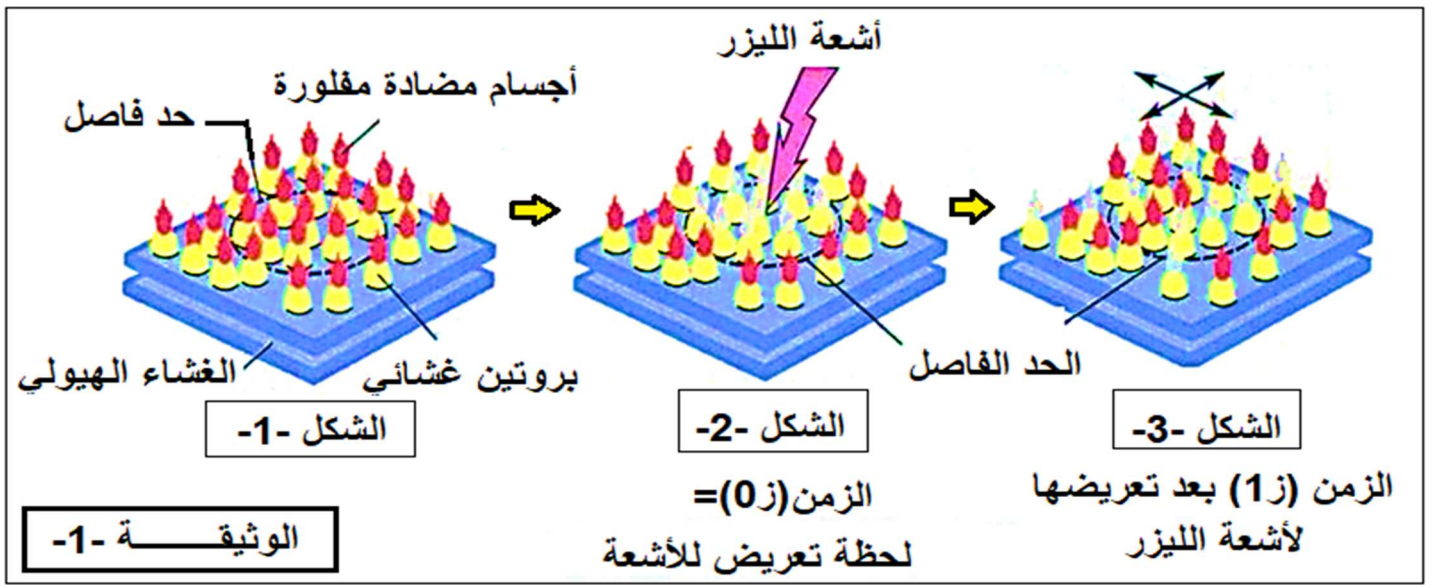 أشعة الليزر
أجسام مضادة مفلورة
حد فاصل
الغشاء الهيولي
بروتين غشائي
الحد الفاصل
الشكل -1-
الشكل -2-
الشكل -3-
الزمن(ز0)=
لحظة تعريض للأشعة
الزمن (ز1) بعد تعريضها
لأشعة الليزر
الوثيقـــــــــة -1-